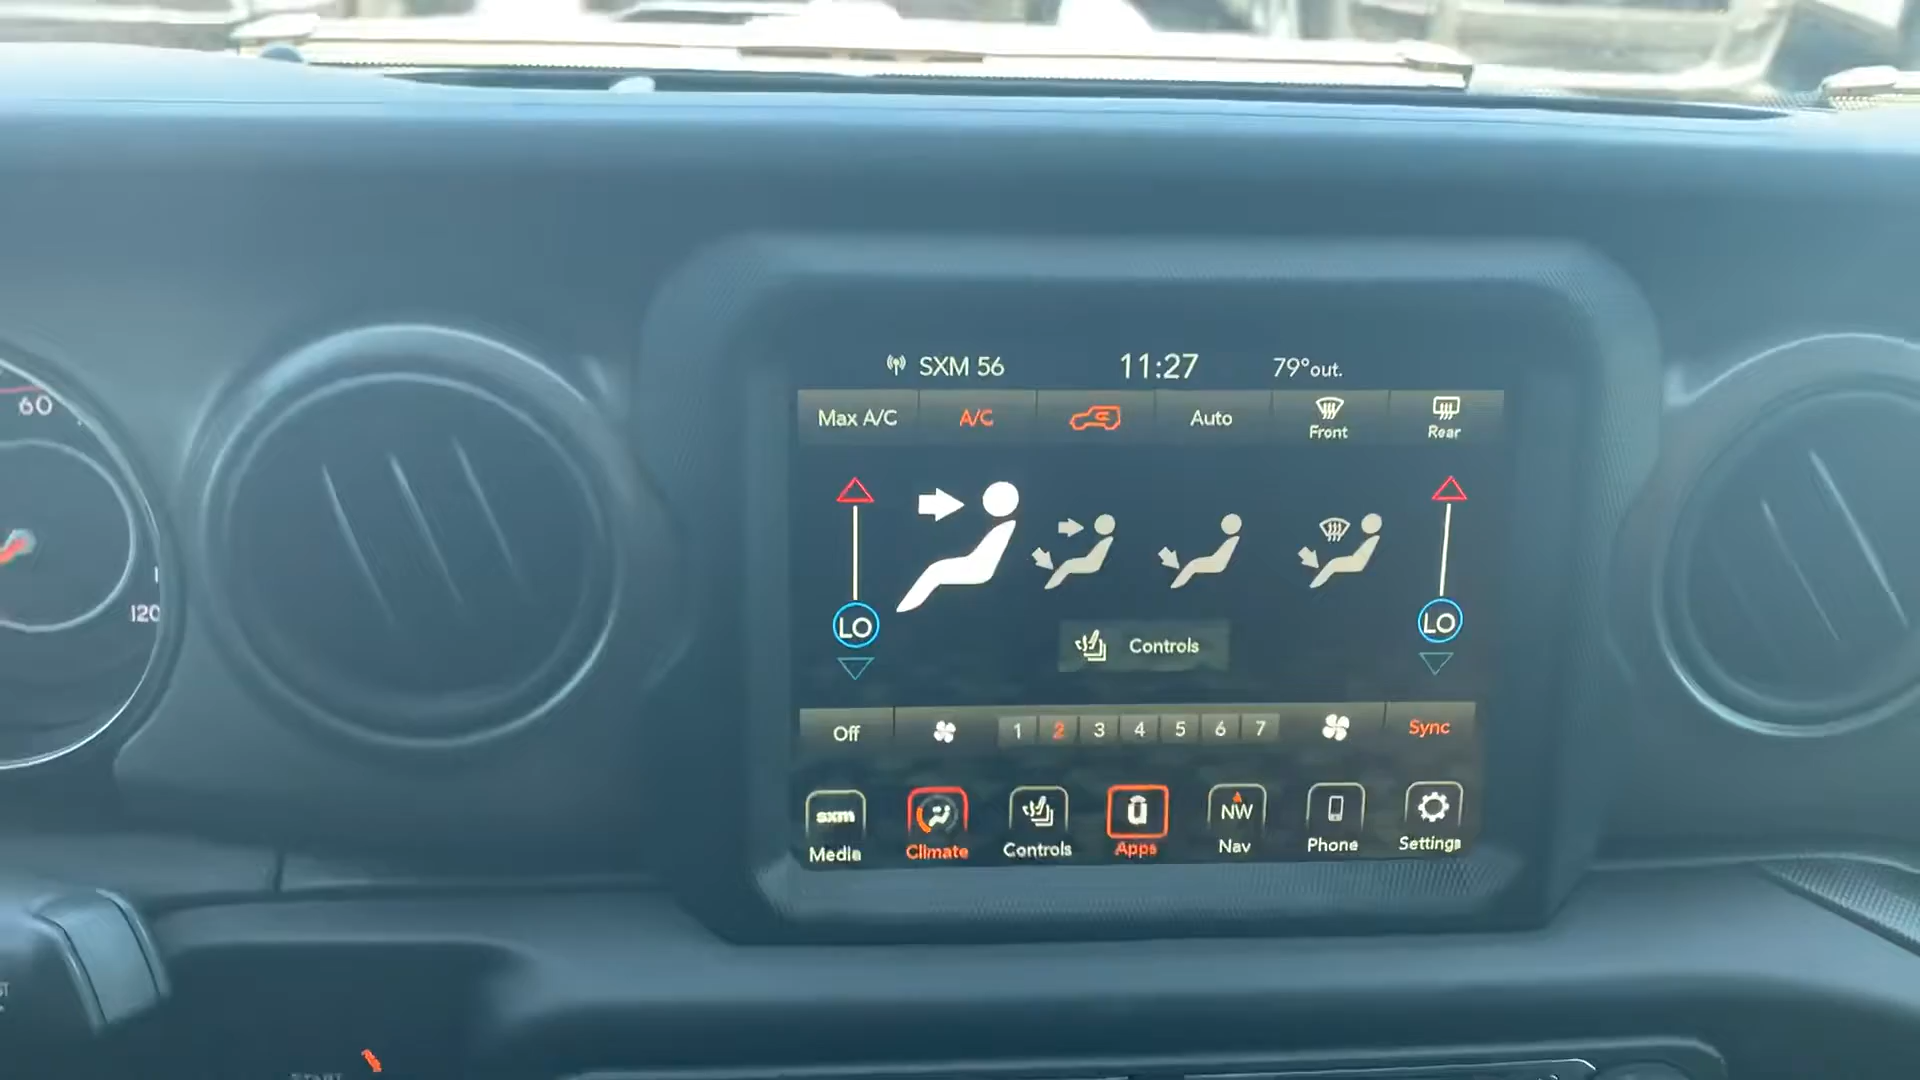 SXM 56 11:27 79°out.
Max A/C A/C Auto Front Rear
LO LO
Controls
Off 1 2 3 4 5 6 7 Sync
sxm NW
Media Climate Controls Apps Nav Phone Settings
60
120